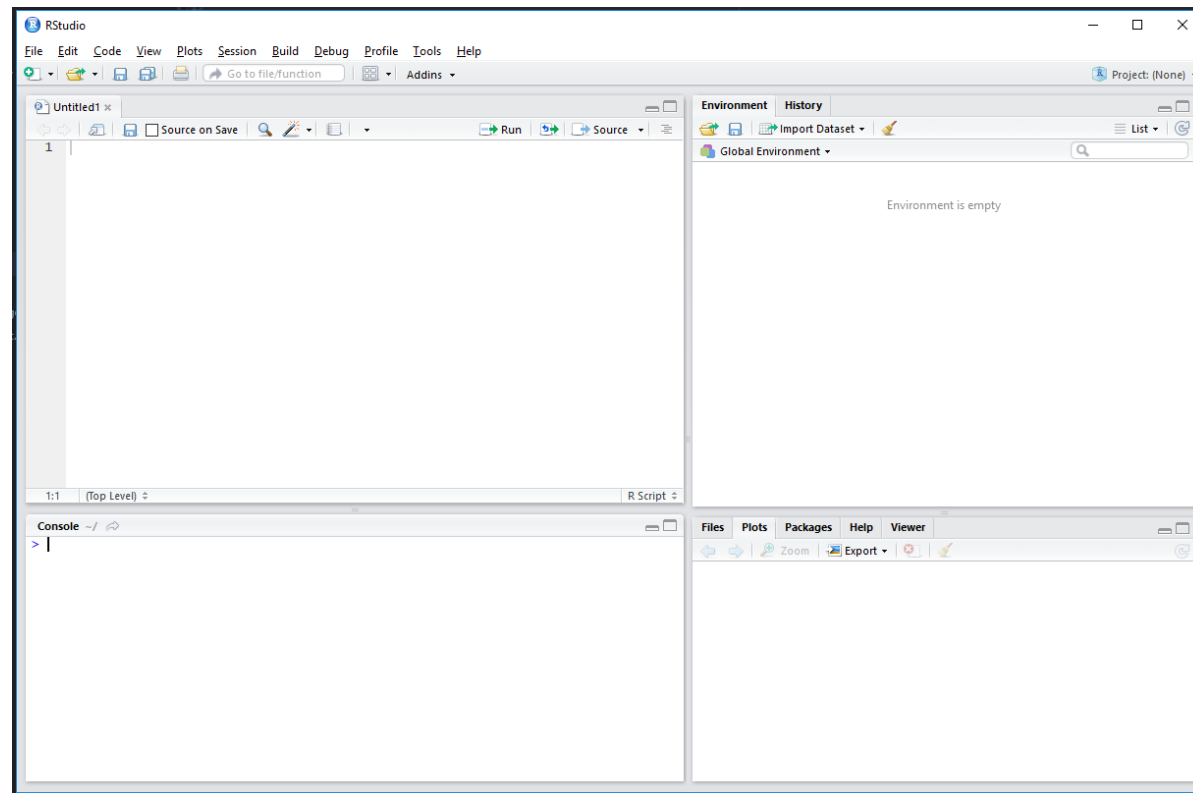 RStudio
File Edit Code View Plots Session Build Debug Profile Tools Help
Go to file/function Addins Project: (None)
Untitled1
Source on Save Run Source
1
1:1 (Top Level) R Script
Console ~/
>
Environment History
Import Dataset List
Global Environment
Environment is empty
Files Plots Packages Help Viewer
Zoom Export